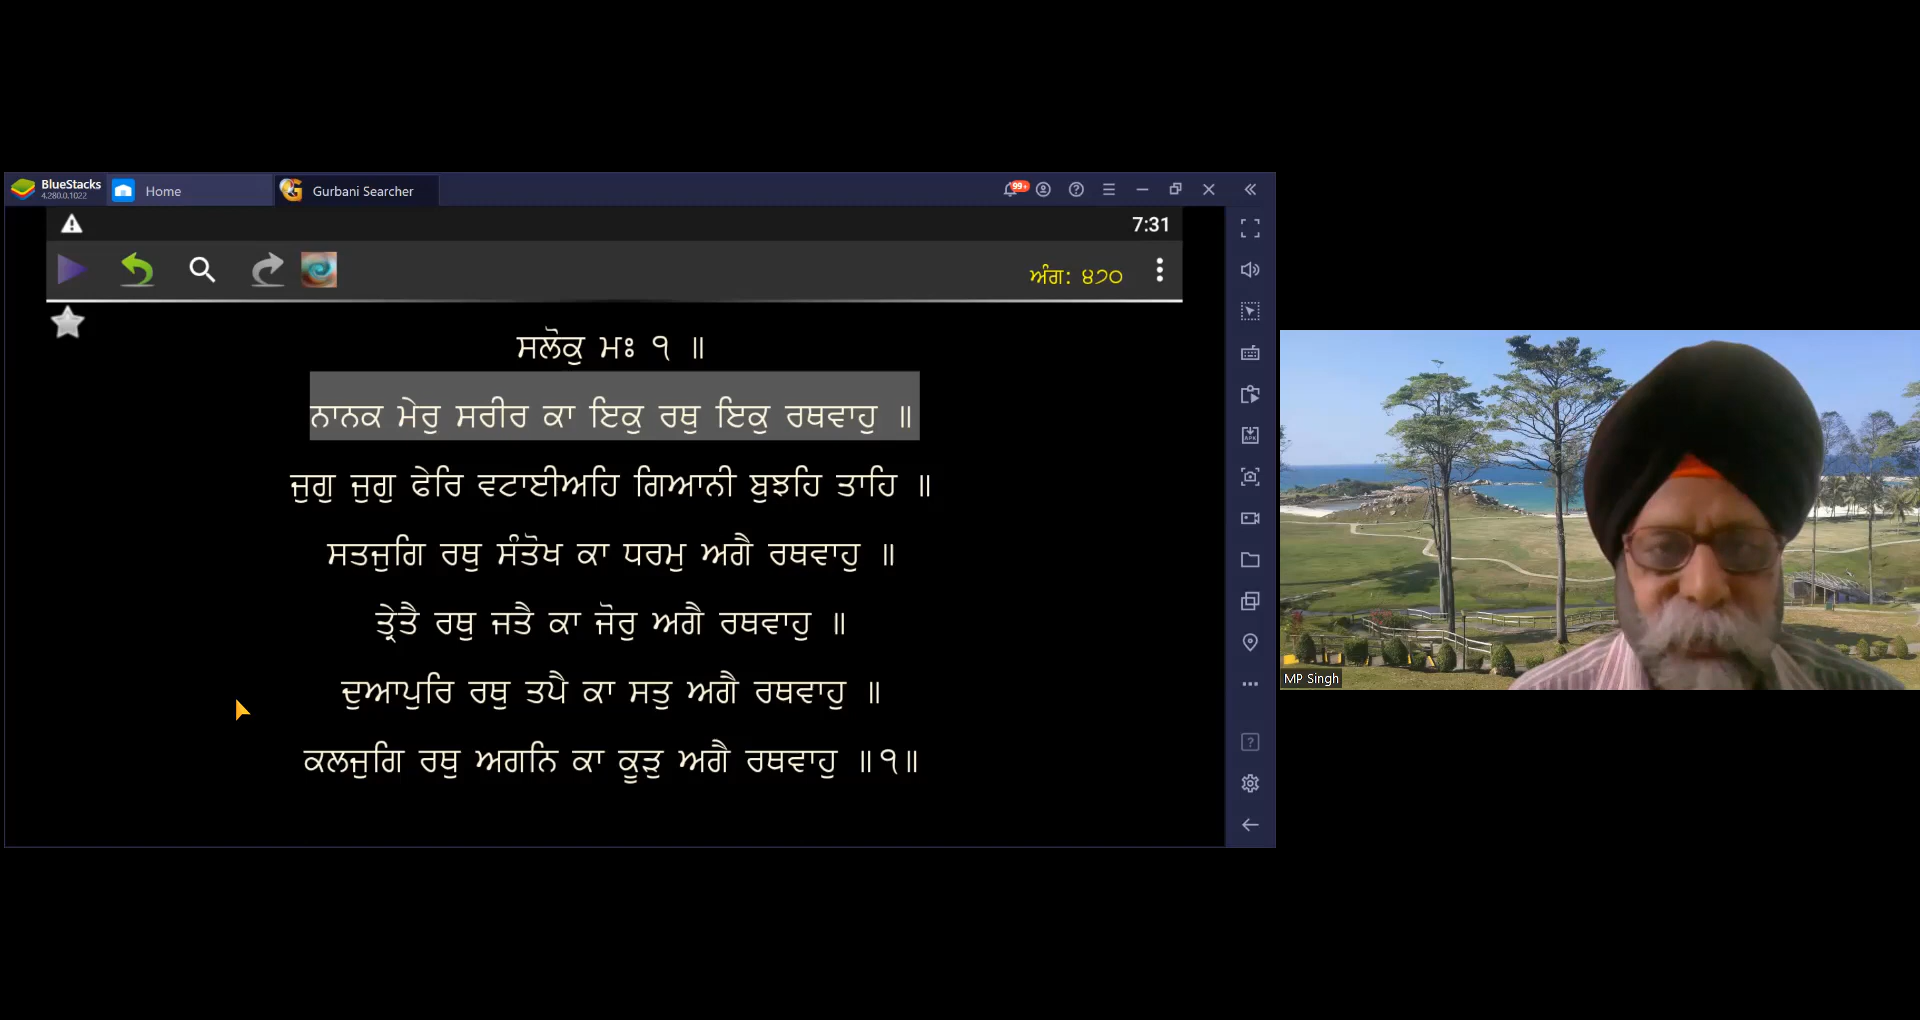 BlueStacks
4.280.0.1022
Home
Gurbani Searcher
99+
7:31
ਅੰਗ: ੪੭੦
ਸਲੋਕੁ ਮਃ ੧ ॥
ਨਾਨਕ ਮੇਰੁ ਸਰੀਰ ਕਾ ਇਕੁ ਰਥੁ ਇਕੁ ਰਥਵਾਹੁ ॥
ਜੁਗੁ ਜੁਗੁ ਫੇਰਿ ਵਟਾਈਅਹਿ ਗਿਆਨੀ ਬੁਝਹਿ ਤਾਹਿ ॥
ਸਤਜੁਗਿ ਰਥੁ ਸੰਤੋਖ ਕਾ ਧਰਮੁ ਅਗੈ ਰਥਵਾਹੁ ॥
ਤ੍ਰੇਤੈ ਰਥੁ ਜਤੈ ਕਾ ਜੋਰੁ ਅਗੈ ਰਥਵਾਹੁ ॥
ਦੁਆਪੁਰਿ ਰਥੁ ਤਪੈ ਕਾ ਸਤੁ ਅਗੈ ਰਥਵਾਹੁ ॥
ਕਲਜੁਗਿ ਰਥੁ ਅਗਨਿ ਕਾ ਕੂੜੁ ਅਗੈ ਰਥਵਾਹੁ ॥੧॥
APK
MP Singh